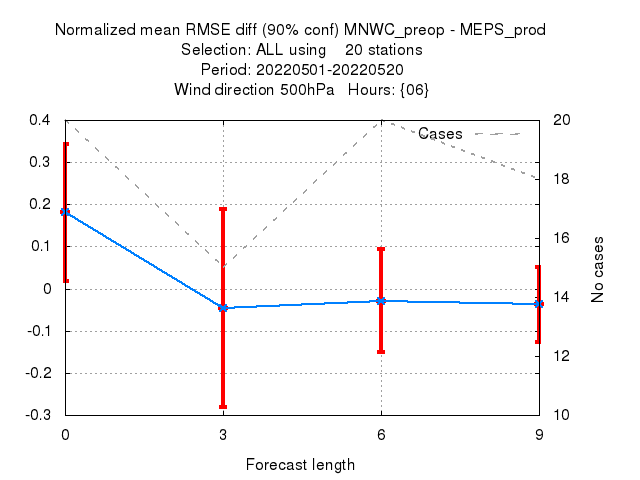 Normalized mean RMSE diff (90% conf) MNWC_preop - MEPS_prod
Selection: ALL using 20 stations
Period: 20220501-20220520
Wind direction 500hPa Hours: {06}
Cases
0.4
0.3
0.2
0.1
0
-0.1
-0.2
-0.3
20
18
16
14
12
10
No cases
0 3 6 9
Forecast length